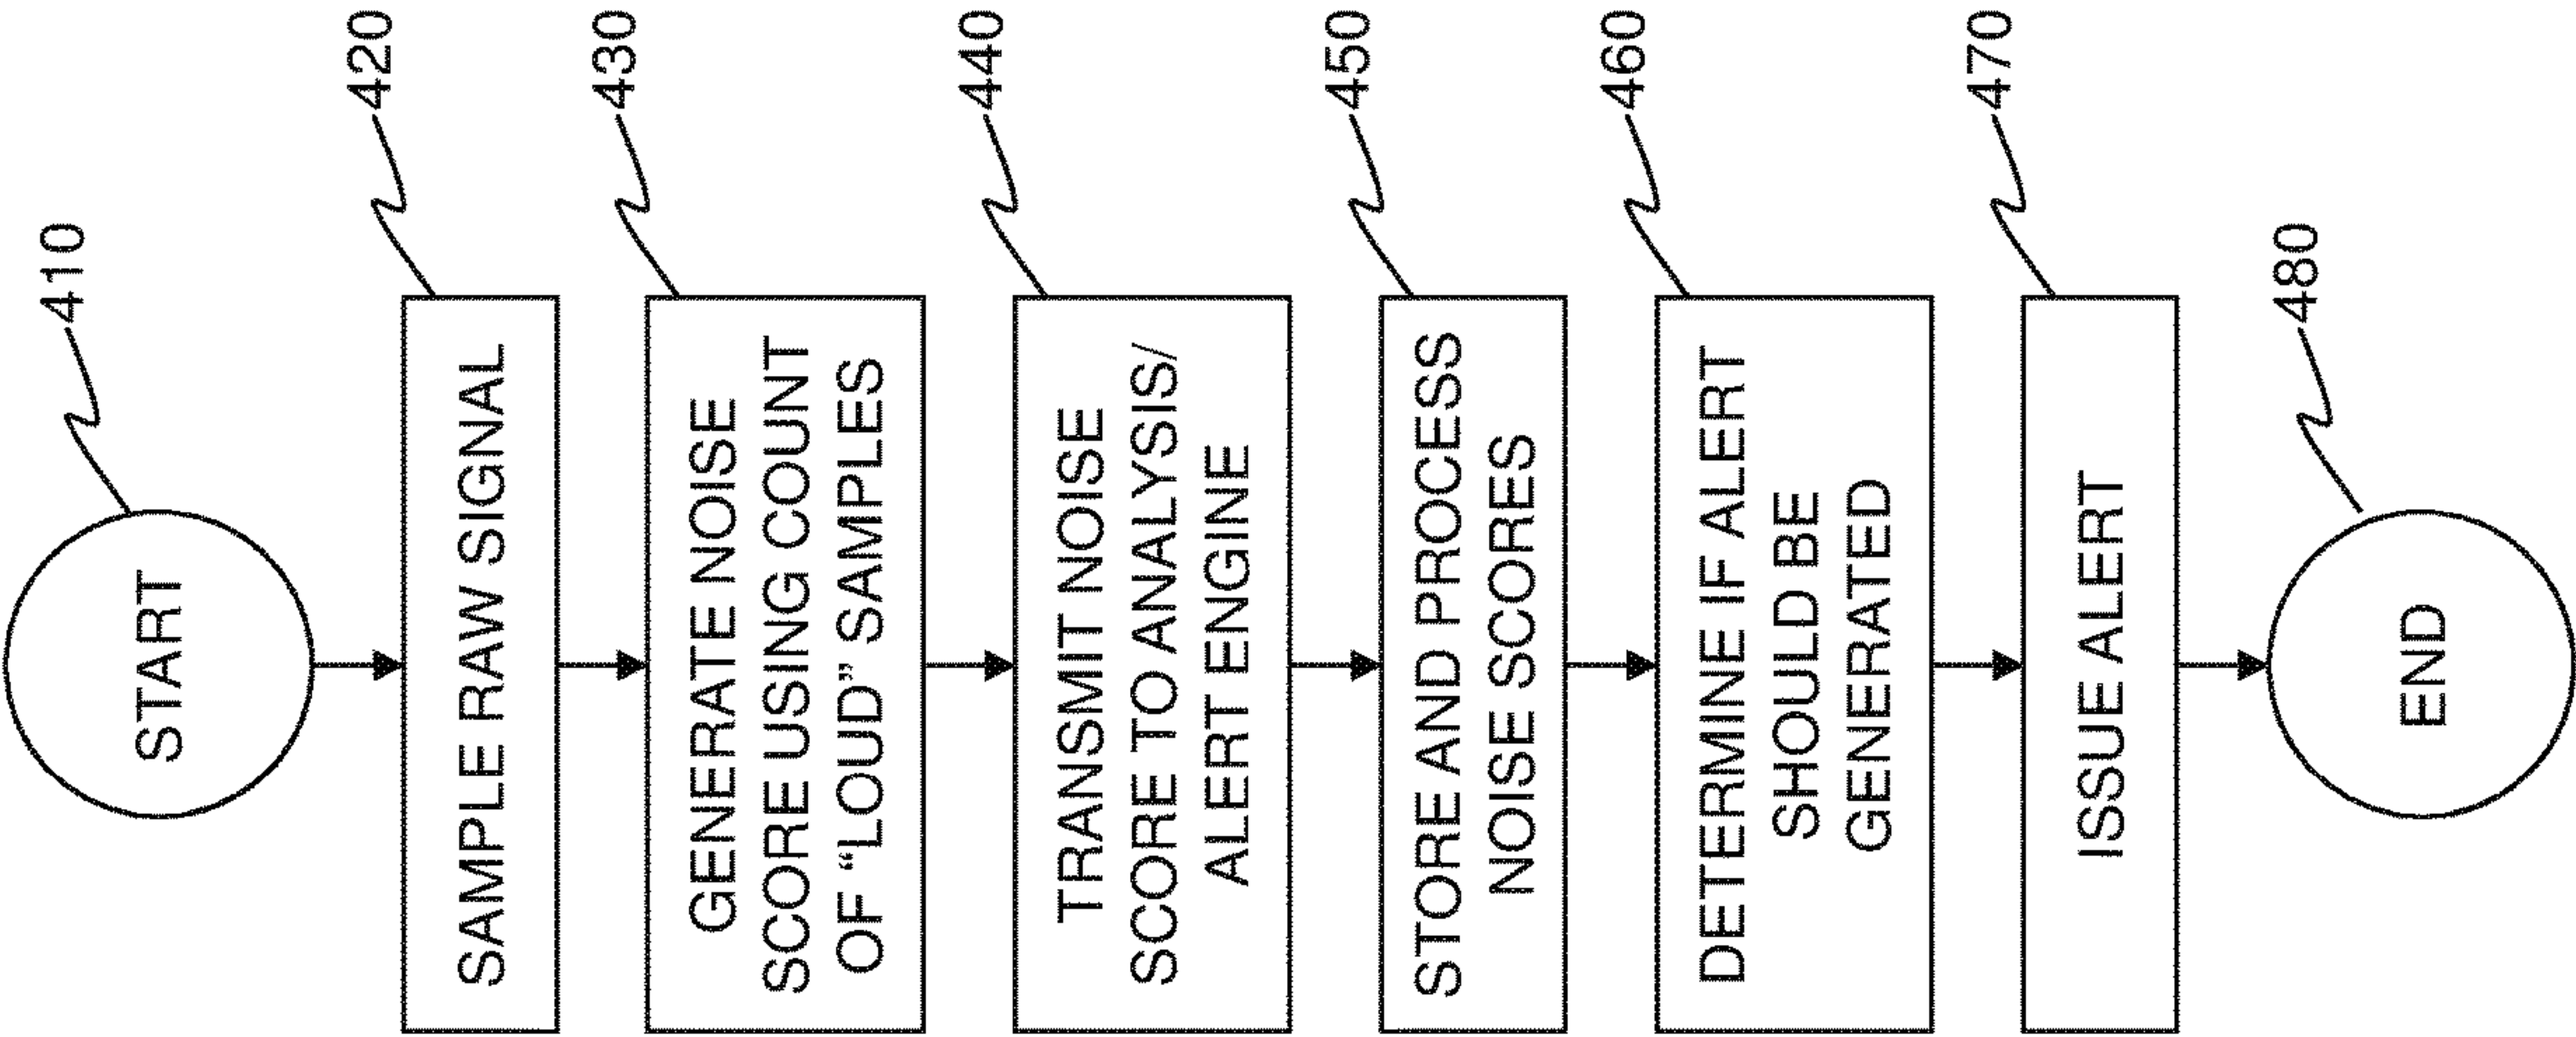 410
START
420
SAMPLE RAW SIGNAL
430
GENERATE NOISE
SCORE USING COUNT
OF “LOUD” SAMPLES
440
TRANSMIT NOISE
SCORE TO ANALYSIS/
ALERT ENGINE
450
STORE AND PROCESS
NOISE SCORES
460
DETERMINE IF ALERT
SHOULD BE
GENERATED
470
ISSUE ALERT
480
END